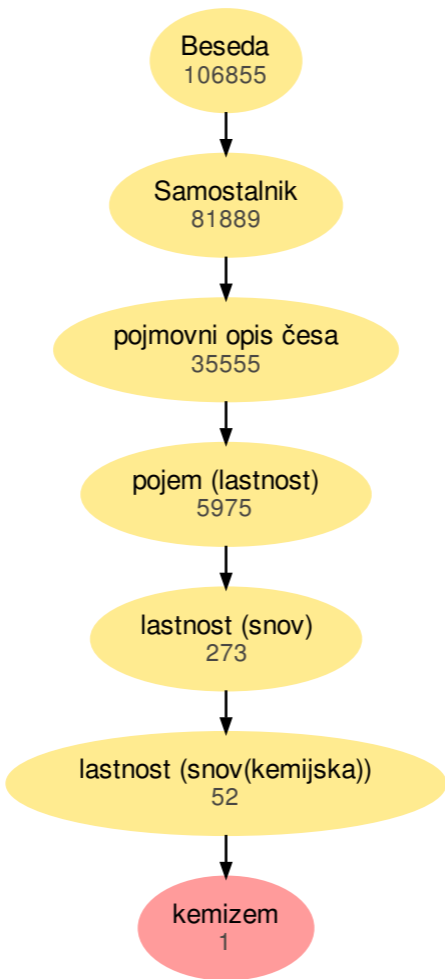 Beseda
106855
Samostalnik
81889
pojmovni opis česa
35555
pojem (lastnost)
5975
lastnost (snov)
273
lastnost (snov(kemijska))
52
kemizem
1